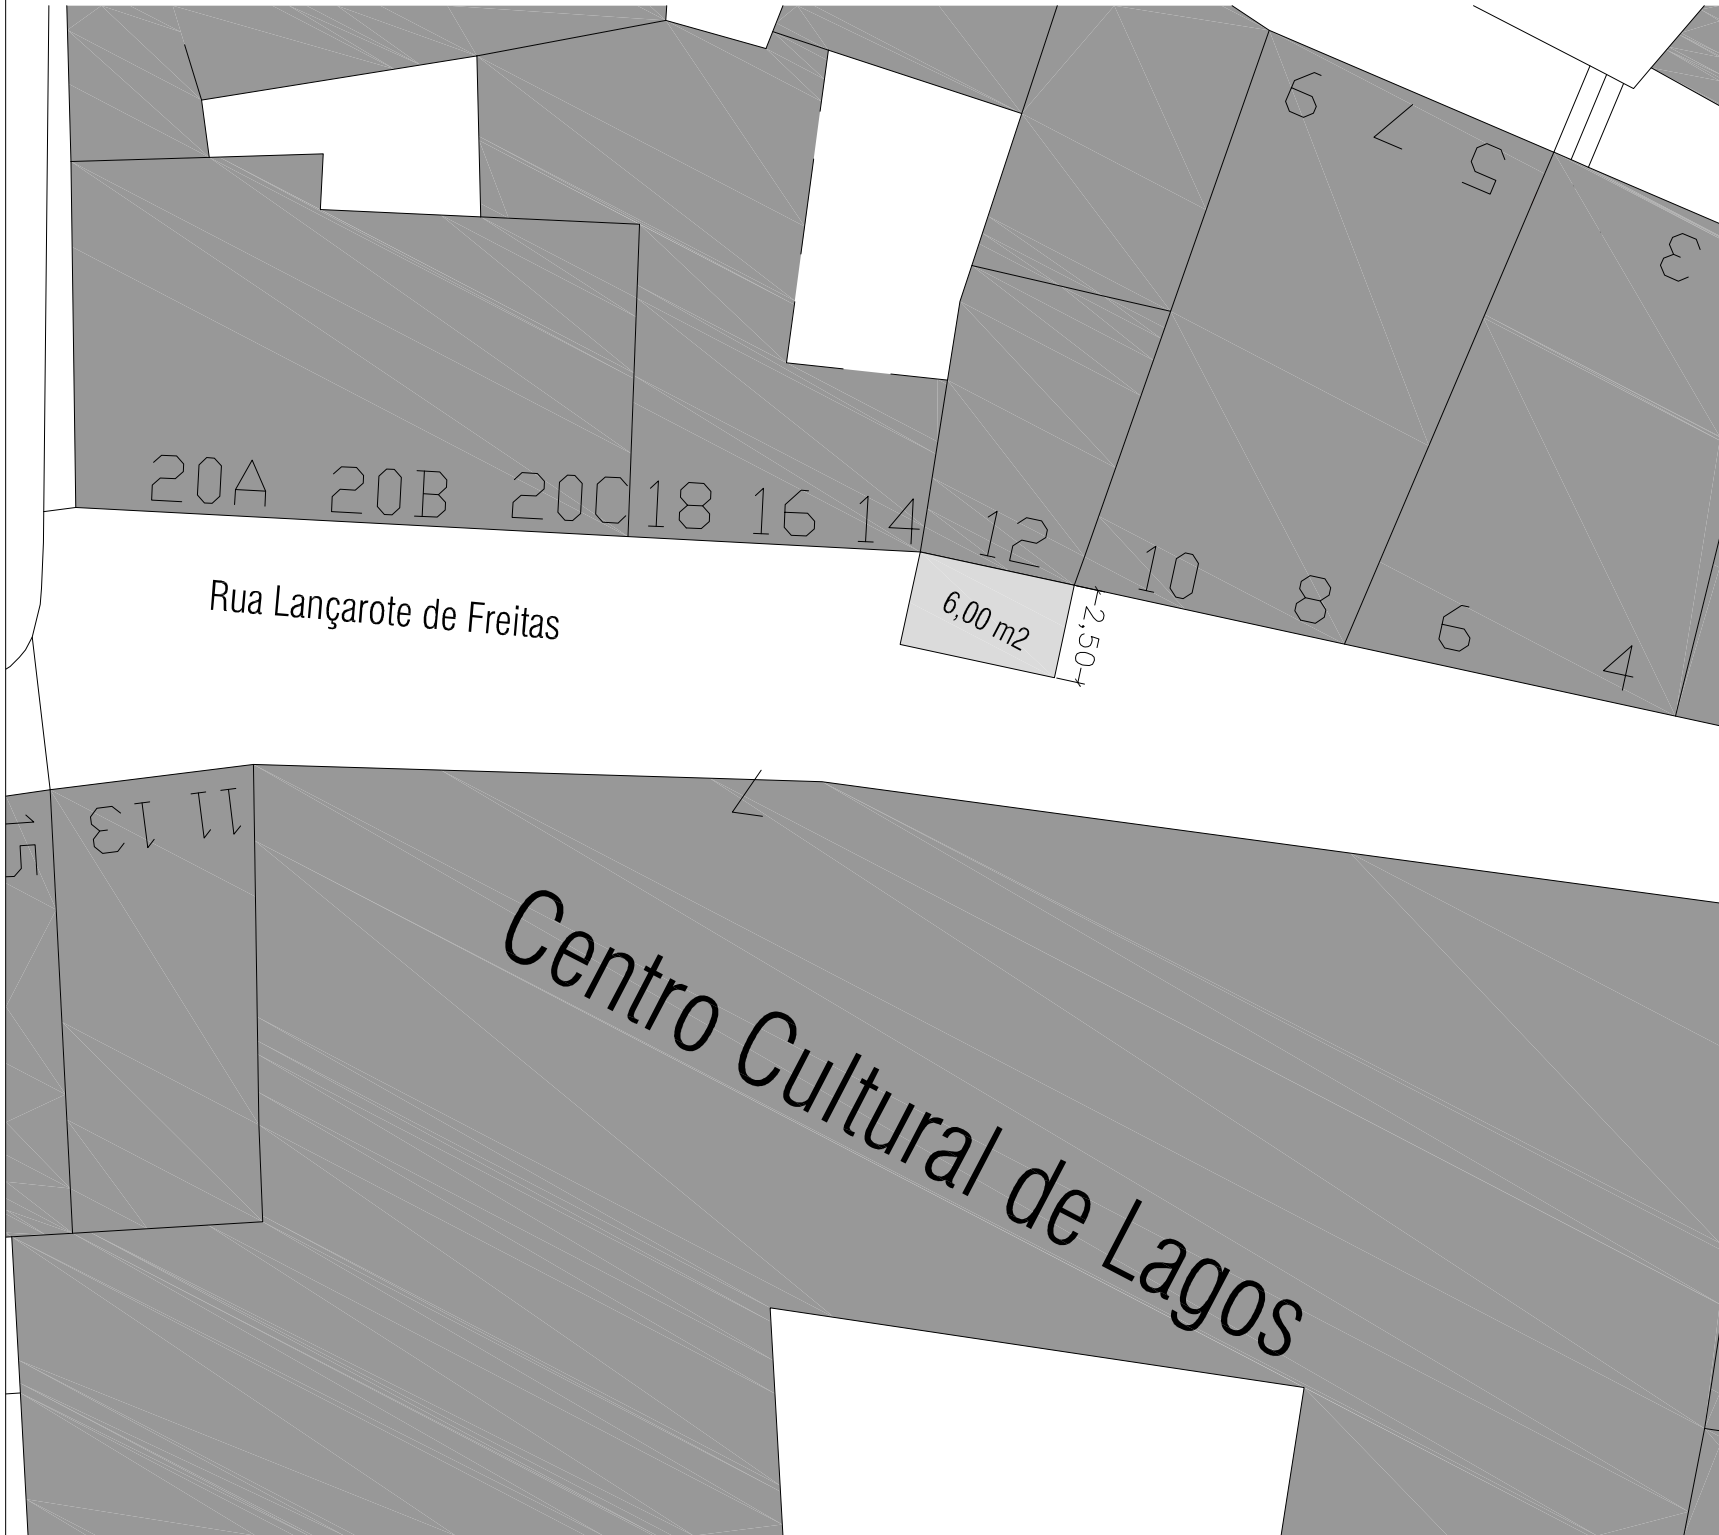 9 7 5
3
20A 20B 20C 18 16 14 12 10 8 6 4
Rua Lançarote de Freitas
6,00 m2
2,50
7
15 13 11
Centro Cultural de Lagos